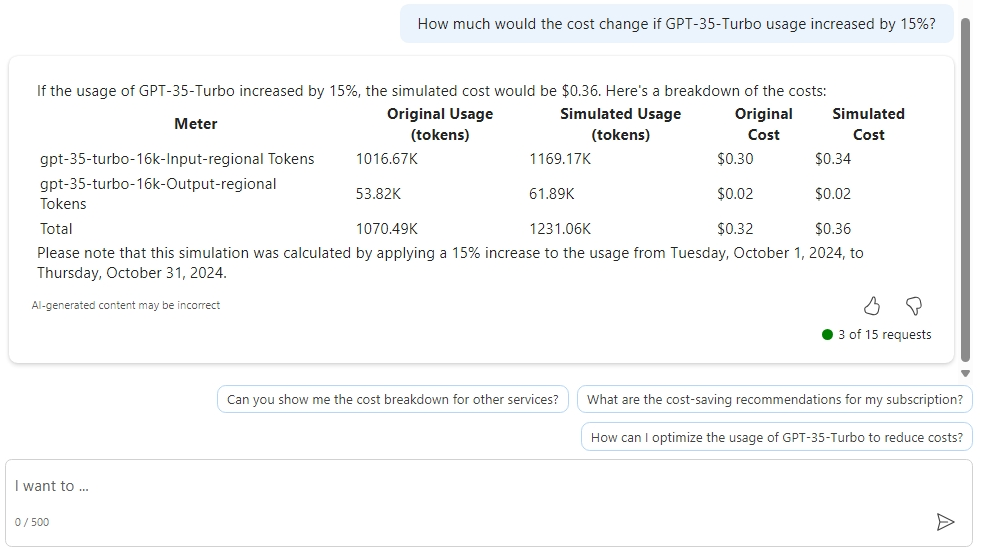 How much would the cost change if GPT-35-Turbo usage increased by 15%?
If the usage of GPT-35-Turbo increased by 15%, the simulated cost would be $0.36. Here's a breakdown of the costs:
Meter Original Usage (tokens) Simulated Usage (tokens) Original Cost Simulated Cost
gpt-35-turbo-16k-Input-regional Tokens 1016.67K 1169.17K $0.30 $0.34
gpt-35-turbo-16k-Output-regional Tokens 53.82K 61.89K $0.02 $0.02
Total 1070.49K 1231.06K $0.32 $0.36
Please note that this simulation was calculated by applying a 15% increase to the usage from Tuesday, October 1, 2024, to
Thursday, October 31, 2024.
AI-generated content may be incorrect
3 of 15 requests
Can you show me the cost breakdown for other services?
What are the cost-saving recommendations for my subscription?
How can I optimize the usage of GPT-35-Turbo to reduce costs?
I want to ...
0 / 500